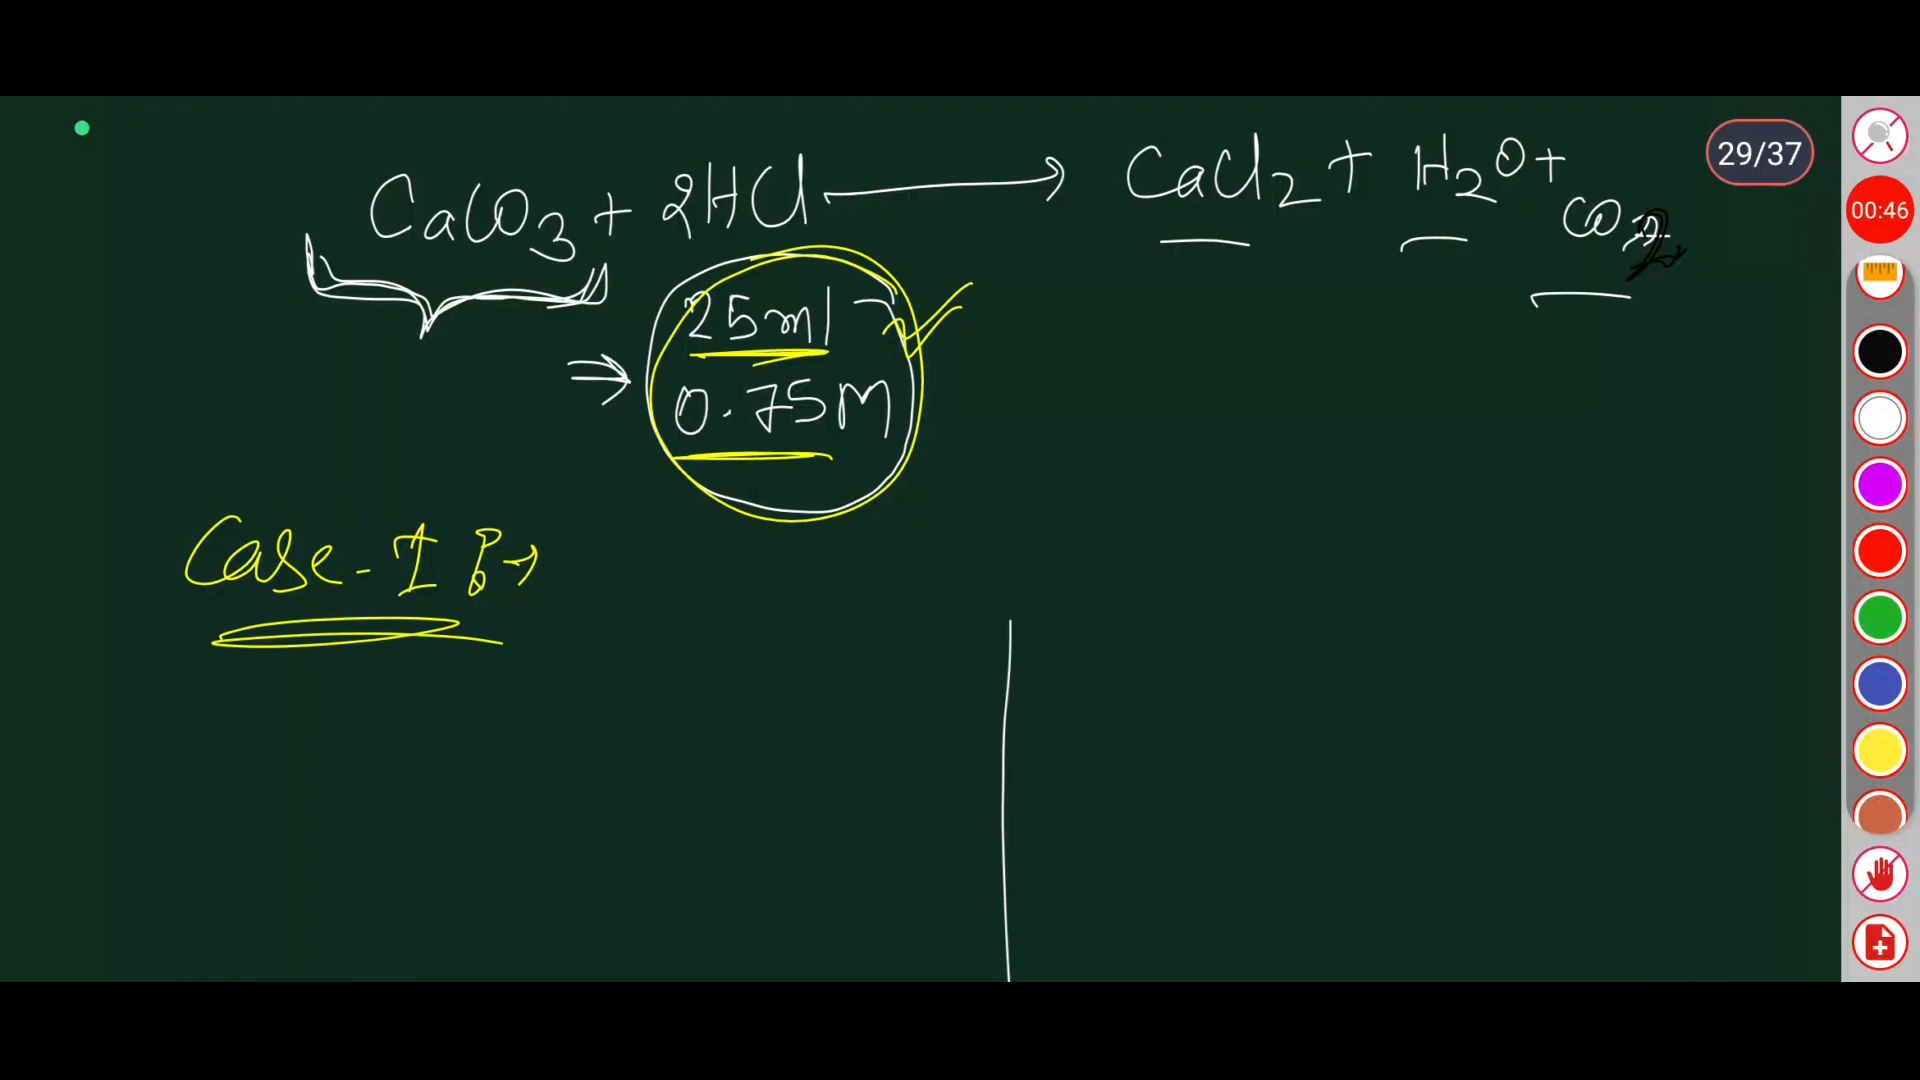 CaCO3 + 2HCl → CaCl2 + H2O + CO2
29/37
00:46
25ml
⇒ 0.75M
Case-I